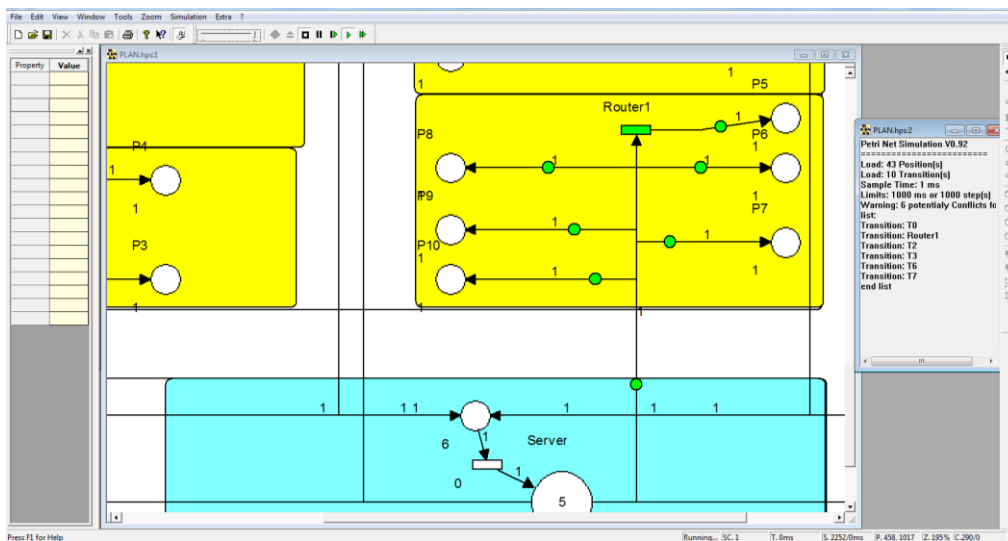 File Edit View Window Tools Zoom Simulation Extra ?
PLAN.hps:1
Property Value
1 1
P5
Router1
1
P4 P8 P6
1 1 1 1 1
1 P9 P7
1 1
P3 P10
1 1
1 1 1
1
1 1 1 1 1 1
6 1 Server
0 1
5
PLAN.hps:2
Petri Net Simulation V0.92
==========================
Load: 43 Position(s)
Load: 10 Transition(s)
Sample Time: 1 ms
Limits: 1000 ms or 1000 step(s)
Warning: 6 potentialy Conflicts fo
list:
Transition: T0
Transition: Router1
Transition: T2
Transition: T3
Transition: T6
Transition: T7
end list
Press F1 for Help Running... SC. 1 T. 0ms S. 2252/0ms P. 458, 1017 Z. 195% C.290/0